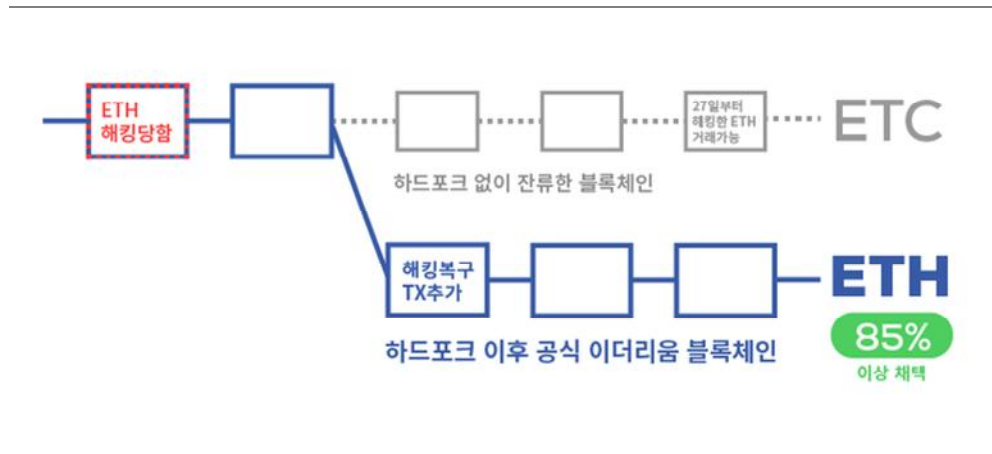 ETH
해킹당함
27일부터
해킹한 ETH
거래가능
ETC
하드포크 없이 잔류한 블록체인
해킹복구
TX추가
ETH
85%
이상 채택
하드포크 이후 공식 이더리움 블록체인